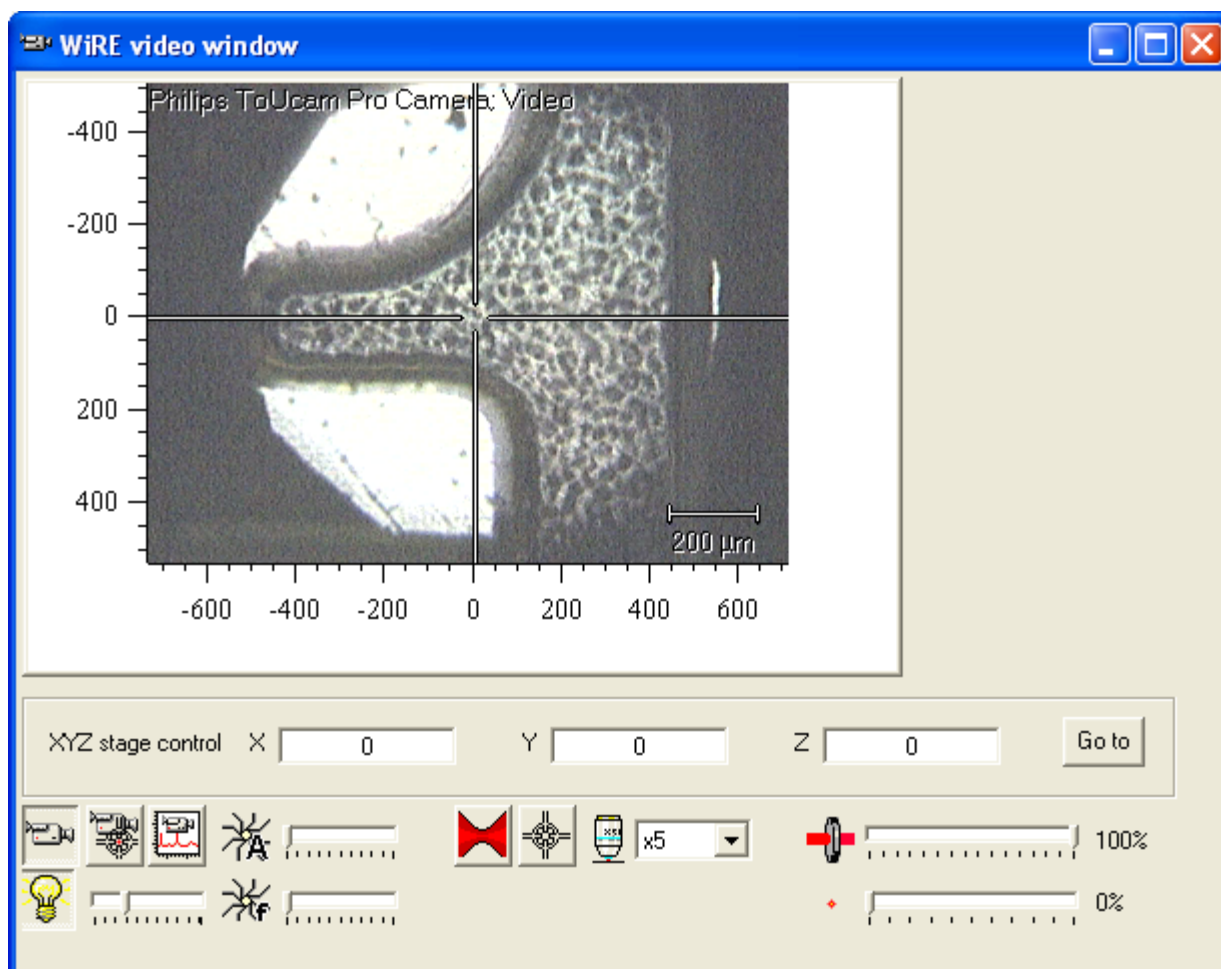 WiRE video window
Philips ToUcam Pro Camera; Video
-400
-200
0
200
400
200 µm
-600 -400 -200 0 200 400 600
XYZ stage control X 0 Y 0 Z 0 Go to
A x5 100%
f 0%